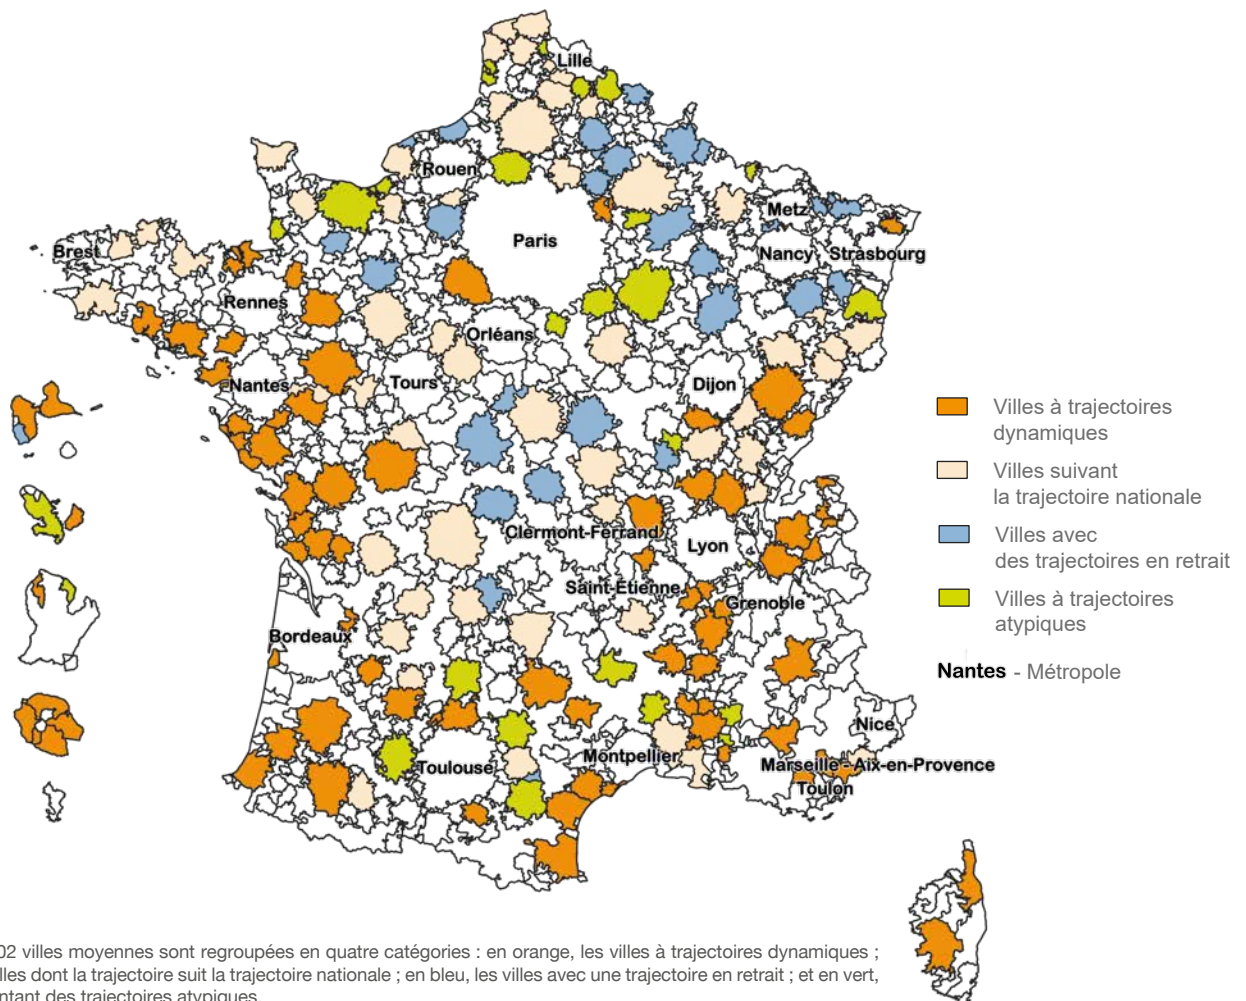 Lille
Rouen
Metz
Brest
Paris
Nancy
Strasbourg
Rennes
Orléans
Nantes
Tours
Dijon
Villes à trajectoires
dynamiques
Villes suivant
la trajectoire nationale
Clermont-Ferrand
Lyon
Villes avec
des trajectoires en retrait
Saint-Étienne
Grenoble
Villes à trajectoires
atypiques
Bordeaux
Nantes - Métropole
Nice
Montpellier
Toulouse
Marseille - Aix-en-Provence
Toulon
02 villes moyennes sont regroupées en quatre catégories : en orange, les villes à trajectoires dynamiques ;
lles dont la trajectoire suit la trajectoire nationale ; en bleu, les villes avec une trajectoire en retrait ; et en vert,
ntant des trajectoires atypiques